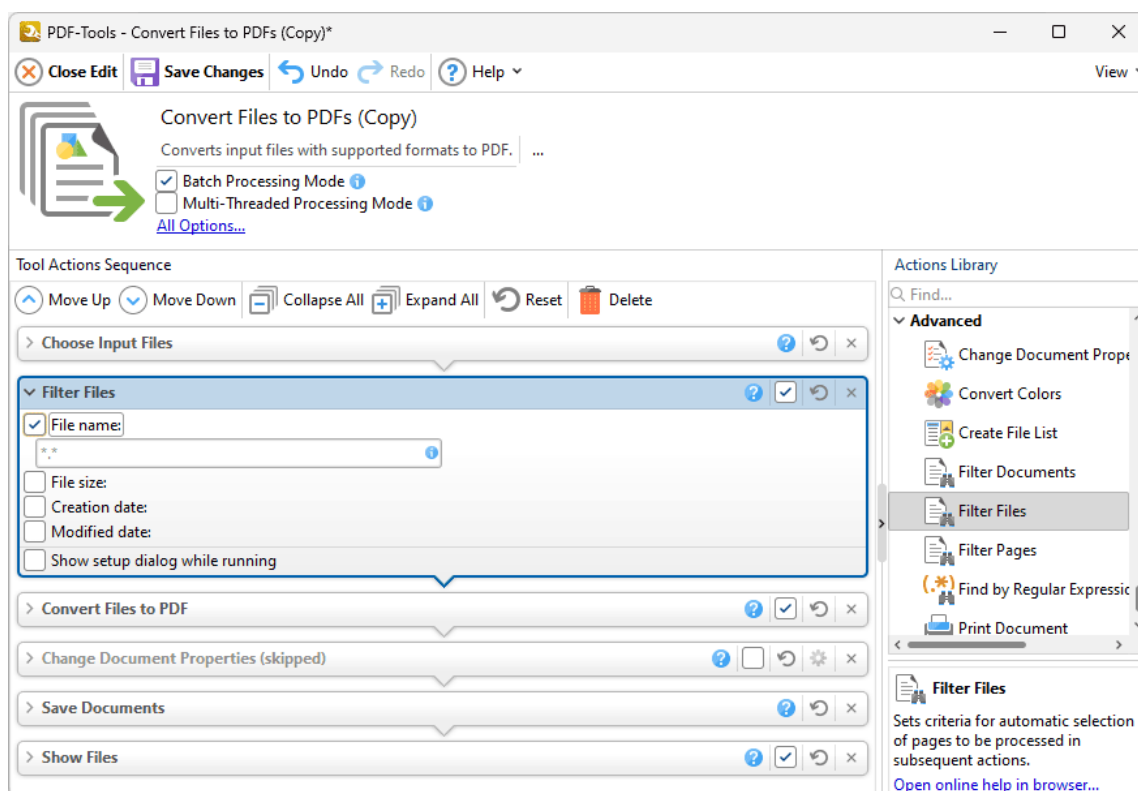 PDF-Tools - Convert Files to PDFs (Copy)*
Close Edit Save Changes Undo Redo ? Help View
Convert Files to PDFs (Copy)
Converts input files with supported formats to PDF. ...
Batch Processing Mode i
Multi-Threaded Processing Mode i
All Options...
Tool Actions Sequence
Move Up Move Down Collapse All Expand All Reset Delete
Choose Input Files ?
Filter Files ?
File name:
*.* i
File size:
Creation date:
Modified date:
Show setup dialog while running
Convert Files to PDF ?
Change Document Properties (skipped) ?
Save Documents ?
Show Files ?
Actions Library
Find...
Advanced
Change Document Prope
Convert Colors
Create File List
Filter Documents
Filter Files
Filter Pages
(.*) Find by Regular Expressic
Print Document
Filter Files
Sets criteria for automatic selection
of pages to be processed in
subsequent actions.
Open online help in browser...